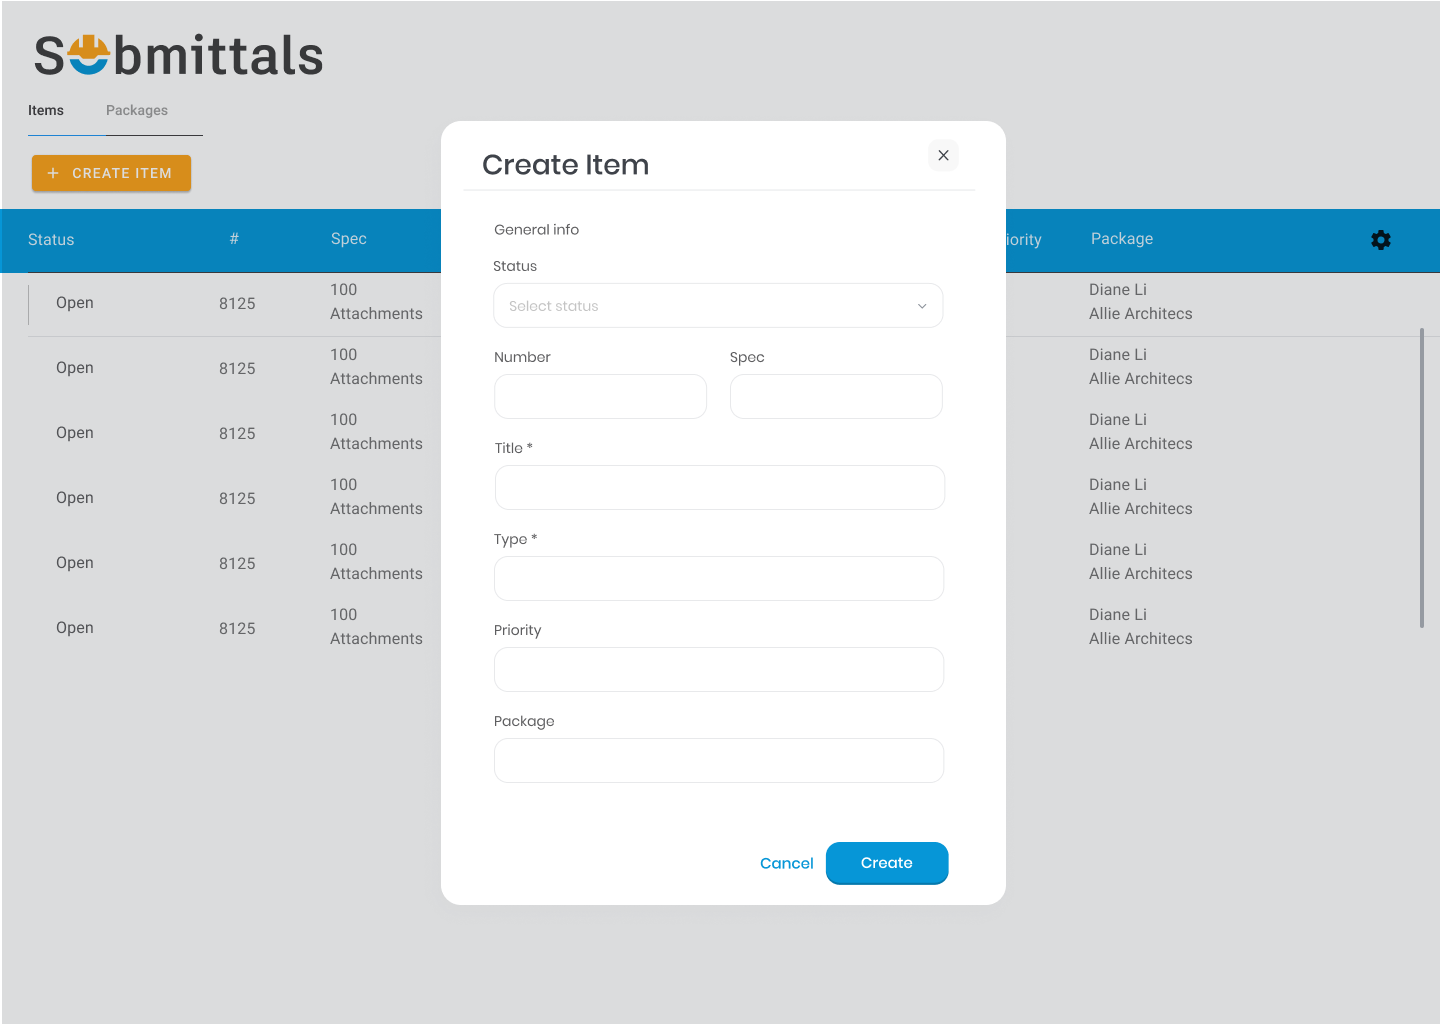 Submittals
Items Packages
+ CREATE ITEM
Create Item
Status # Spec iority Package
General info
Status
Select status
Number Spec
Title *
Type *
Priority
Package
Cancel Create
Open 8125 100 Attachments Diane Li Allie Architecs
Open 8125 100 Attachments Diane Li Allie Architecs
Open 8125 100 Attachments Diane Li Allie Architecs
Open 8125 100 Attachments Diane Li Allie Architecs
Open 8125 100 Attachments Diane Li Allie Architecs
Open 8125 100 Attachments Diane Li Allie Architecs